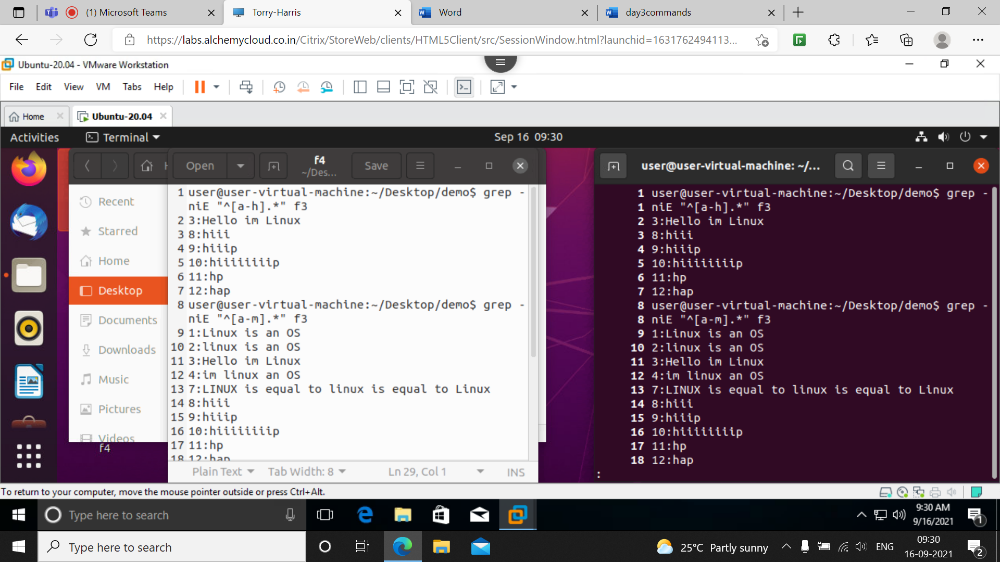 (1) Microsoft Teams
Torry-Harris
Word
day3commands
https://labs.alchemycloud.co.in/Citrix/StoreWeb/clients/HTML5Client/src/SessionWindow.html?launchid=1631762494113...
Ubuntu-20.04 - VMware Workstation
File Edit View VM Tabs Help
Home
Ubuntu-20.04
Activities
Terminal
Sep 16 09:30
Open
f4
~/Des...
Save
user@user-virtual-machine: ~/...
Recent
Starred
Home
Desktop
Documents
Downloads
Music
Pictures
Videos
f4
1 user@user-virtual-machine:~/Desktop/demo$ grep -
niE "^[a-h].*" f3
2 3:Hello im Linux
3 8:hiii
4 9:hiiip
5 10:hiiiiiiiip
6 11:hp
7 12:hap
8 user@user-virtual-machine:~/Desktop/demo$ grep -
niE "^[a-m].*" f3
9 1:Linux is an OS
10 2:linux is an OS
11 3:Hello im Linux
12 4:im linux an OS
13 7:LINUX is equal to linux is equal to Linux
14 8:hiii
15 9:hiiip
16 10:hiiiiiiiip
17 11:hp
18 12:hap
Plain Text Tab Width: 8 Ln 29, Col 1 INS
1 user@user-virtual-machine:~/Desktop/demo$ grep -
1 niE "^[a-h].*" f3
2 3:Hello im Linux
3 8:hiii
4 9:hiiip
5 10:hiiiiiiiip
6 11:hp
7 12:hap
8 user@user-virtual-machine:~/Desktop/demo$ grep -
8 niE "^[a-m].*" f3
9 1:Linux is an OS
10 2:linux is an OS
11 3:Hello im Linux
12 4:im linux an OS
13 7:LINUX is equal to linux is equal to Linux
14 8:hiii
15 9:hiiip
16 10:hiiiiiiiip
17 11:hp
18 12:hap
:
To return to your computer, move the mouse pointer outside or press Ctrl+Alt.
Type here to search
9:30 AM
9/16/2021
1
Type here to search
25°C Partly sunny
ENG
09:30
16-09-2021
2